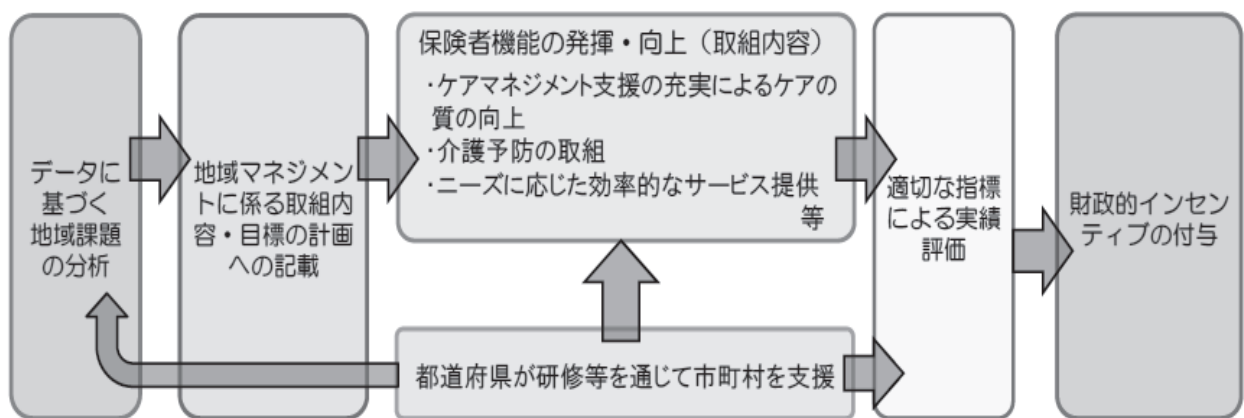 データに
基づく
地域課題
の分析
地域マネジメン
トに係る取組内
容・目標の計画
への記載
保険者機能の発揮・向上（取組内容）
・ケアマネジメント支援の充実によるケアの
質の向上
・介護予防の取組
・ニーズに応じた効率的なサービス提供
等
都道府県が研修等を通じて市町村を支援
適切な指標
による実績
評価
財政的インセン
ティブの付与